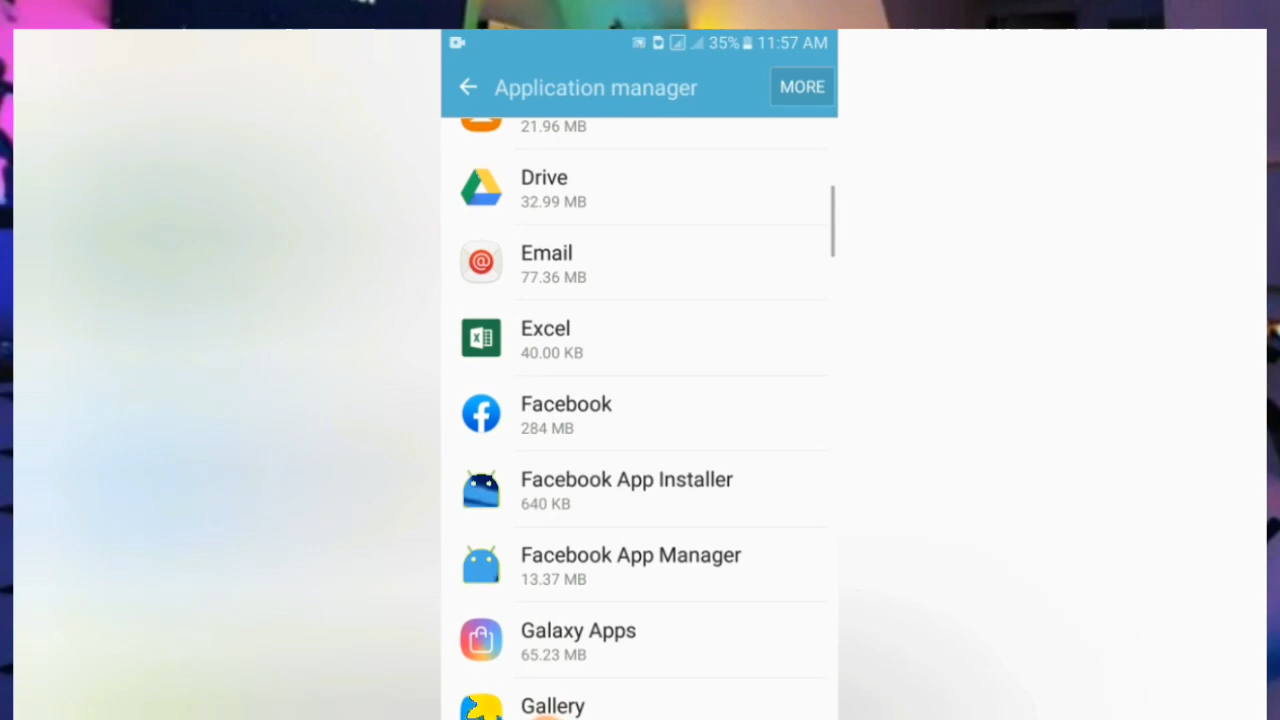 35% 11:57 AM
Application manager MORE
21.96 MB
Drive
32.99 MB
Email
77.36 MB
Excel
40.00 KB
Facebook
284 MB
Facebook App Installer
640 KB
Facebook App Manager
13.37 MB
Galaxy Apps
65.23 MB
Gallery